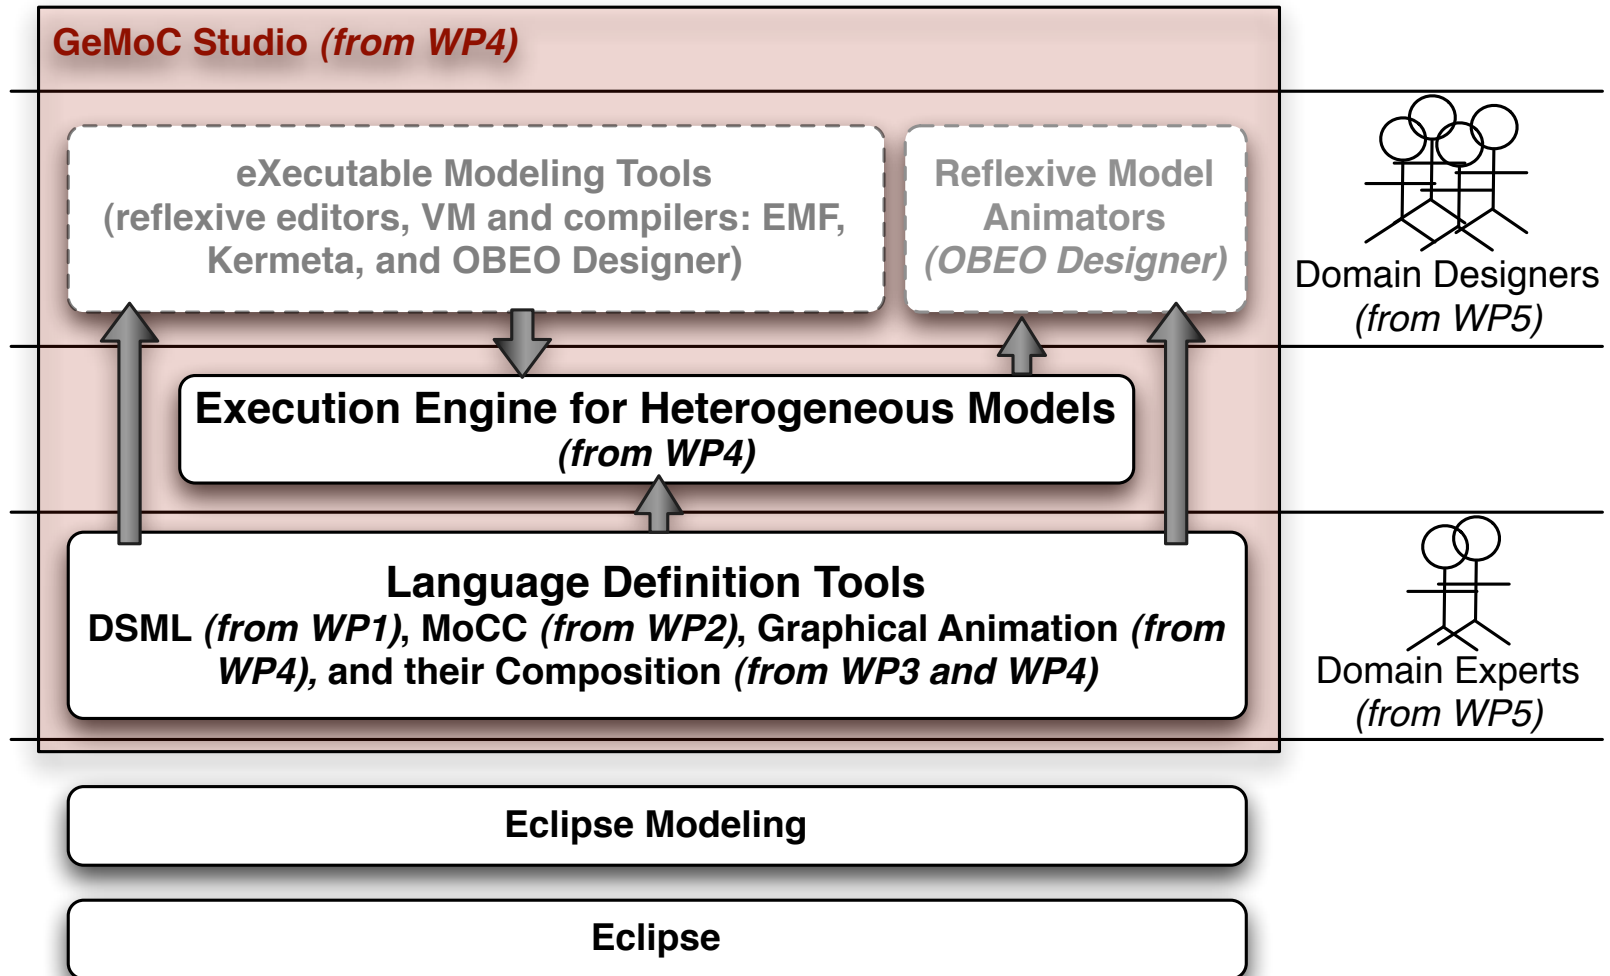 GeMoC Studio (from WP4)
eXecutable Modeling Tools
(reflexive editors, VM and compilers: EMF,
Kermeta, and OBEO Designer)
Reflexive Model
Animators
(OBEO Designer)
Domain Designers
(from WP5)
Execution Engine for Heterogeneous Models
(from WP4)
Language Definition Tools
DSML (from WP1), MoCC (from WP2), Graphical Animation (from
WP4), and their Composition (from WP3 and WP4)
Domain Experts
(from WP5)
Eclipse Modeling
Eclipse